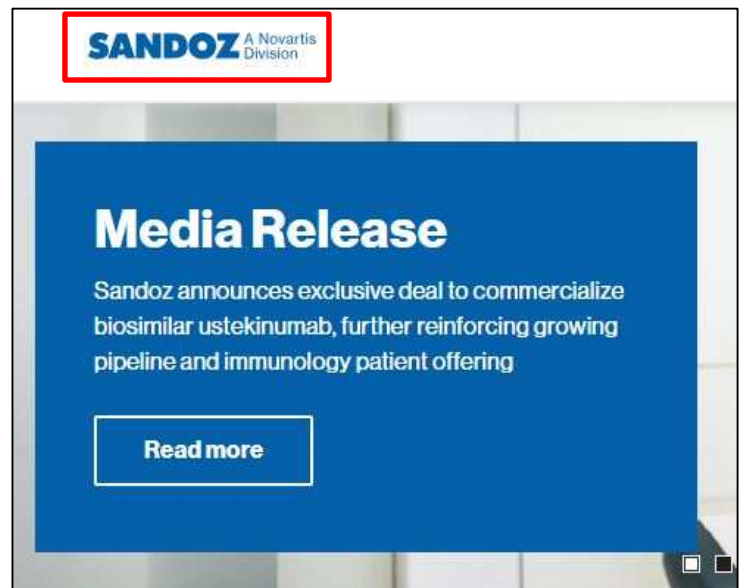 SANDOZ A Novartis
Division
Media Release
Sandoz announces exclusive deal to commercialize
biosimilar ustekinumab, further reinforcing growing
pipeline and immunology patient offering
Read more